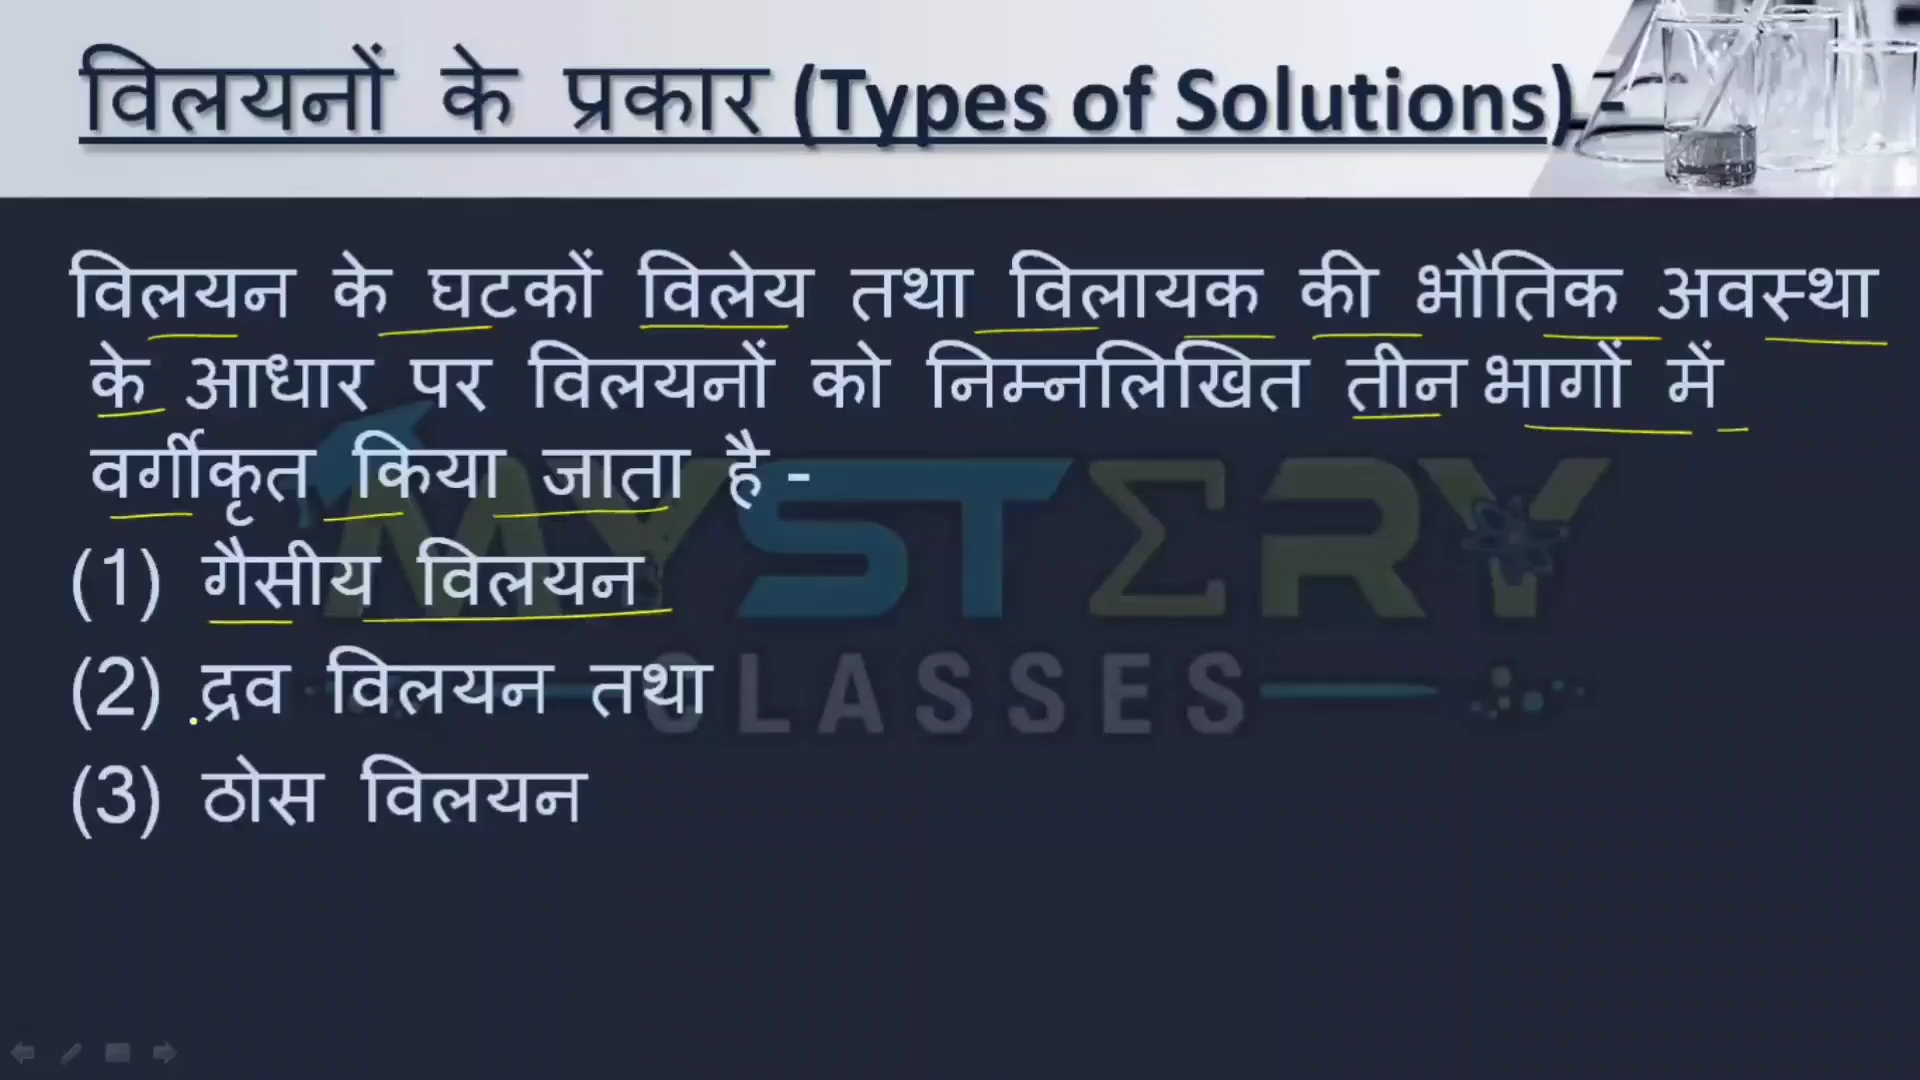 विलयनों के प्रकार (Types of Solutions) -
विलयन के घटकों विलेय तथा विलायक की भौतिक अवस्था
के आधार पर विलयनों को निम्नलिखित तीन भागों में
वर्गीकृत किया जाता है -
(1) गैसीय विलयन
(2) द्रव विलयन तथा
(3) ठोस विलयन
MYSTΣRY
CLASSES